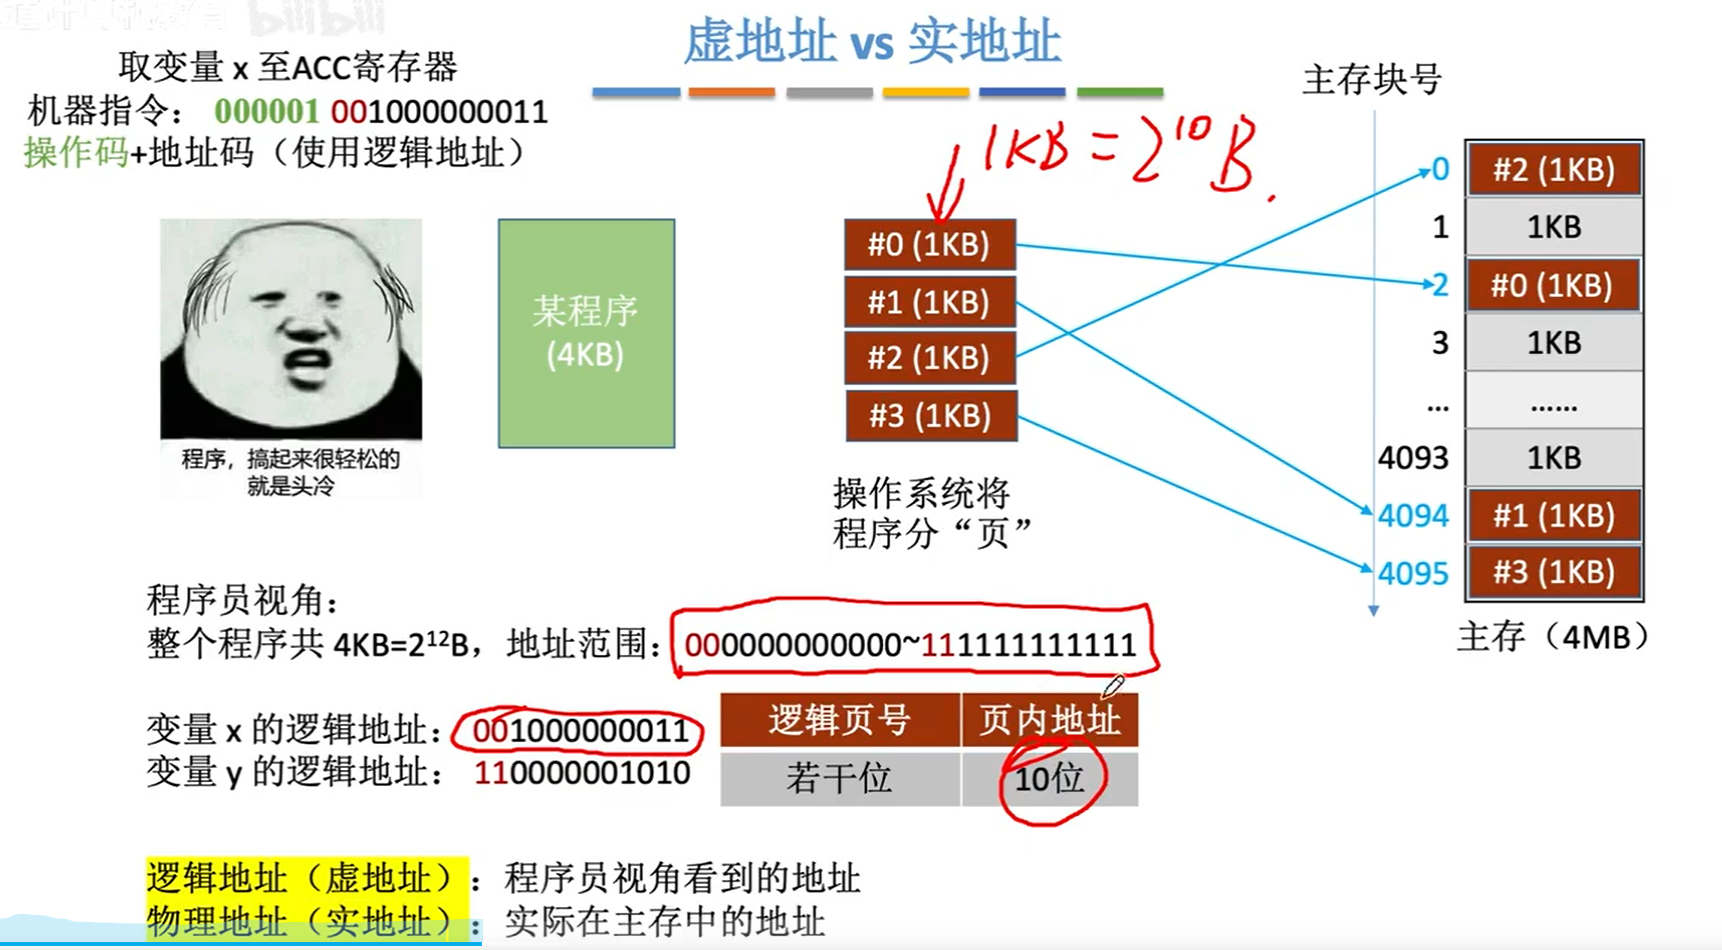 bilibili
虚地址 vs 实地址
取变量 x 至ACC寄存器
机器指令： 000001 001000000011
操作码+地址码（使用逻辑地址）
1KB = 2¹⁰B.
某程序
(4KB)
程序，搞起来很轻松的
就是头冷
#0 (1KB)
#1 (1KB)
#2 (1KB)
#3 (1KB)
操作系统将
程序分“页”
主存块号
0 #2 (1KB)
1 1KB
2 #0 (1KB)
3 1KB
... ......
4093 1KB
4094 #1 (1KB)
4095 #3 (1KB)
主存（4MB）
程序员视角：
整个程序共 4KB=2¹²B，地址范围：000000000000~111111111111
变量 x 的逻辑地址：001000000011
变量 y 的逻辑地址：110000001010
逻辑页号 页内地址
若干位 10位
逻辑地址（虚地址）：程序员视角看到的地址
物理地址（实地址）：实际在主存中的地址